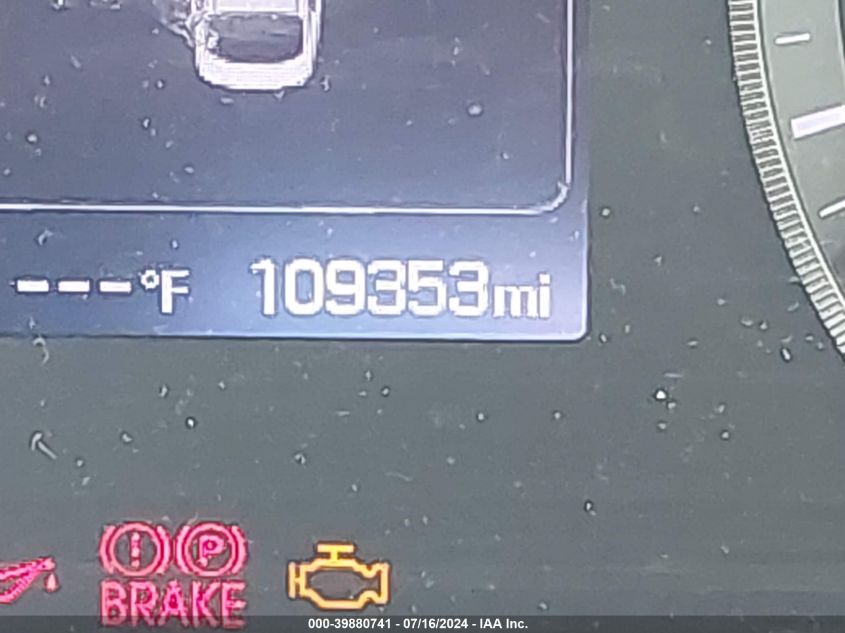 ---°F 109353mi
(!) (P)
BRAKE
000-39880741 - 07/16/2024 - IAA Inc.